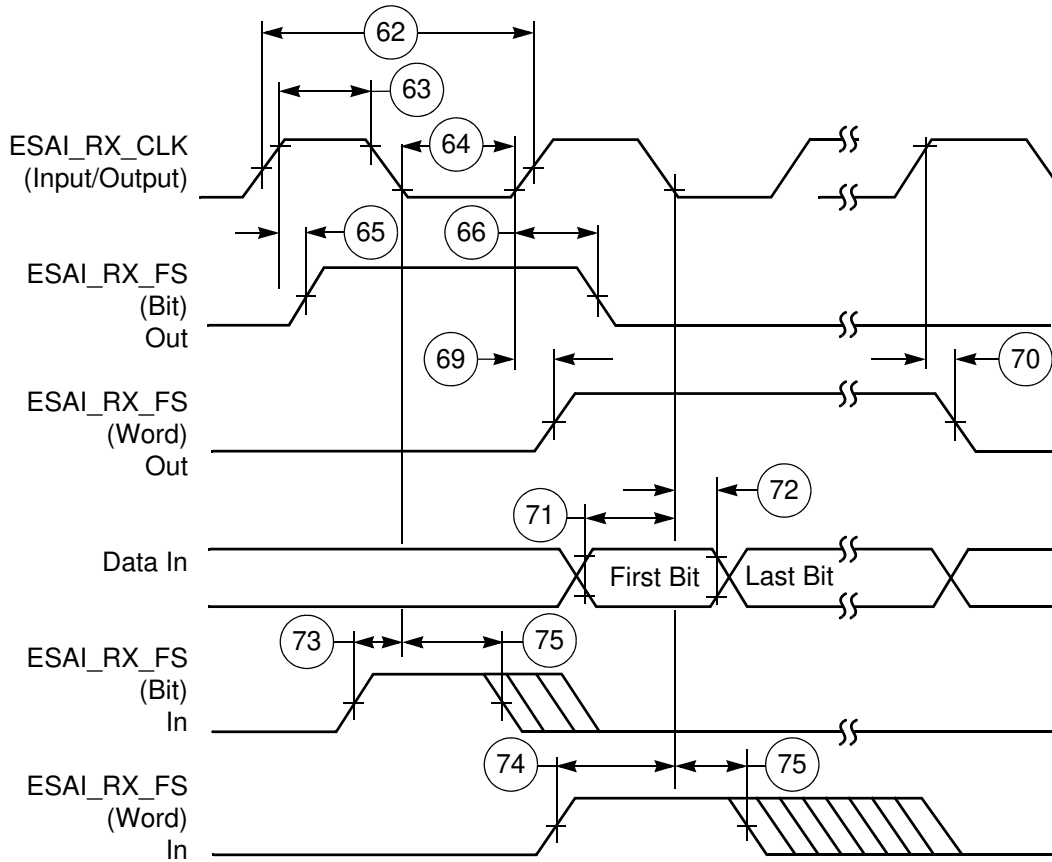 62
63
ESAI_RX_CLK
(Input/Output)
64
65
66
ESAI_RX_FS
(Bit)
Out
69
70
ESAI_RX_FS
(Word)
Out
71
72
Data In
First Bit
Last Bit
73
75
ESAI_RX_FS
(Bit)
In
74
75
ESAI_RX_FS
(Word)
In